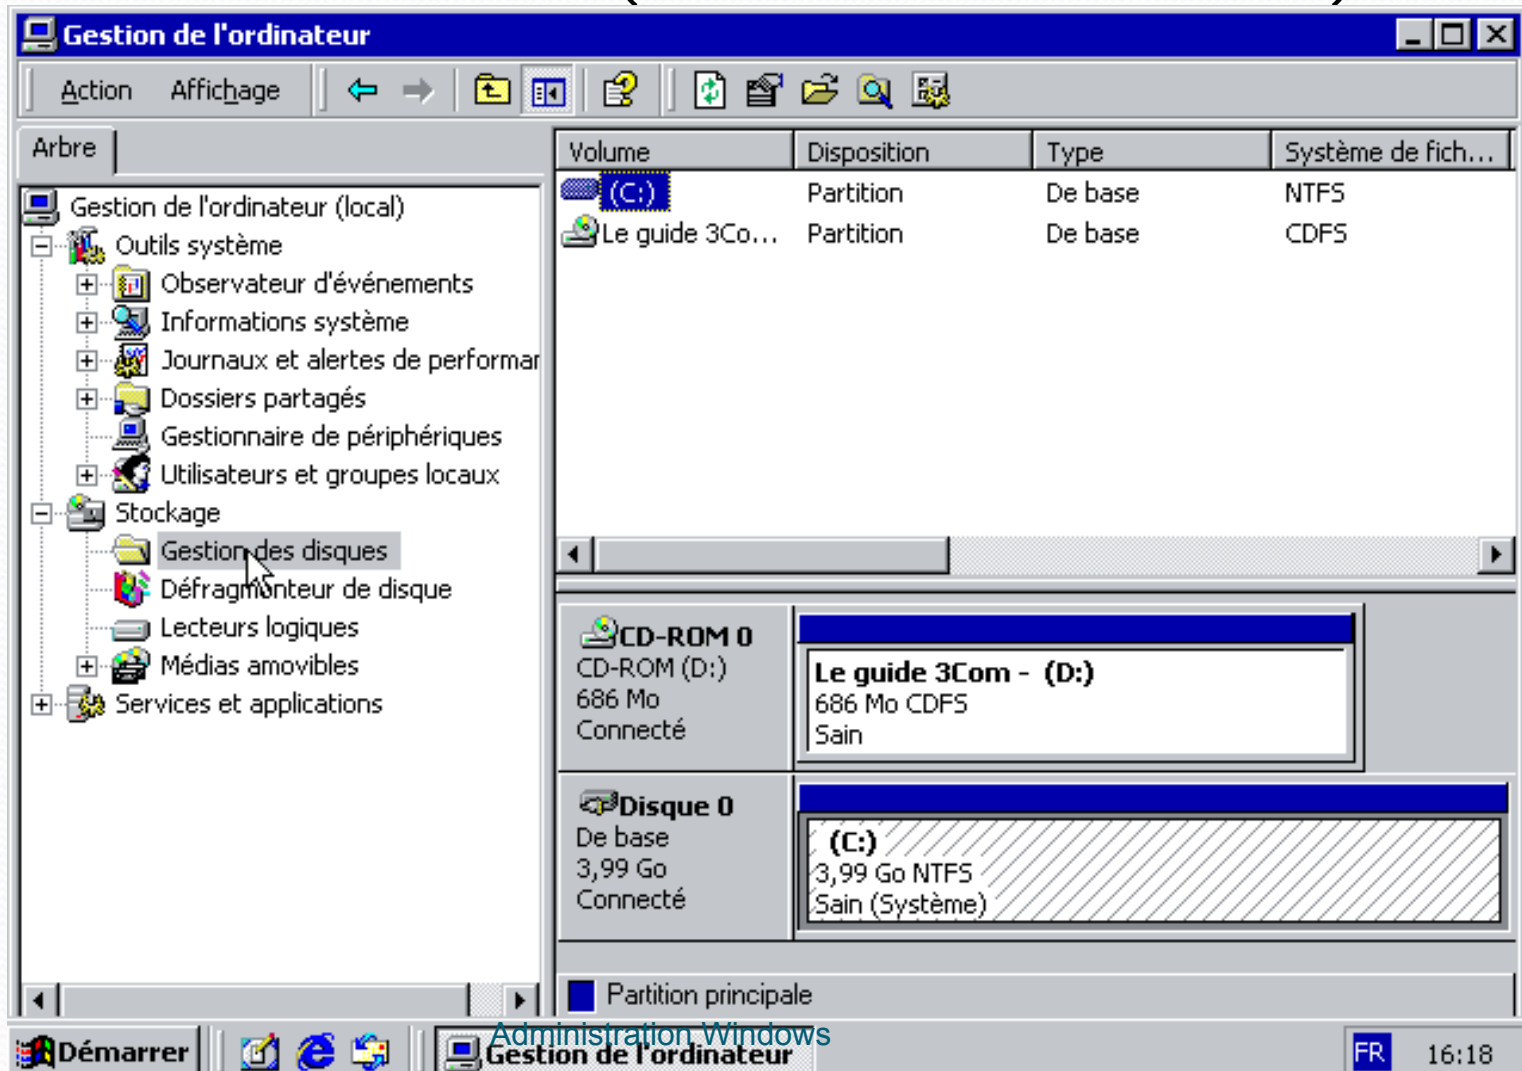 Gestion de l'ordinateur
Action Affichage
Arbre
Gestion de l'ordinateur (local)
Outils système
Observateur d'événements
Informations système
Journaux et alertes de performar
Dossiers partagés
Gestionnaire de périphériques
Utilisateurs et groupes locaux
Stockage
Gestion des disques
Défragmenteur de disque
Lecteurs logiques
Médias amovibles
Services et applications
Volume Disposition Type Système de fich...
(C:) Partition De base NTFS
Le guide 3Co... Partition De base CDFS
CD-ROM 0
CD-ROM (D:)
686 Mo
Connecté
Le guide 3Com - (D:)
686 Mo CDFS
Sain
Disque 0
De base
3,99 Go
Connecté
(C:)
3,99 Go NTFS
Sain (Système)
Partition principale
Administration Windows
Démarrer Gestion de l'ordinateur FR 16:18